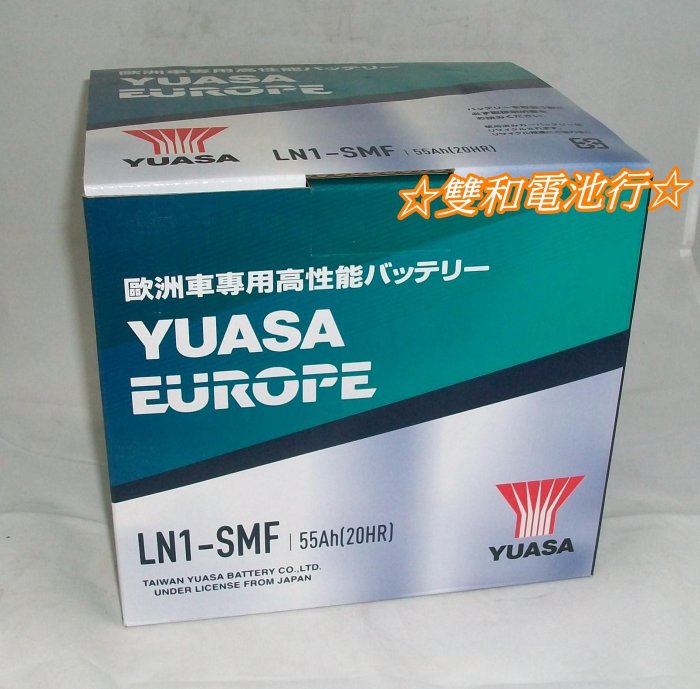 歐洲車專用高性能バッテリー
YUASA
EUROPE
YUASA
LN1-SMF | 55Ah(20HR)
☆雙和電池行☆
歐洲車專用高性能バッテリー
YUASA
EUROPE
LN1-SMF | 55Ah(20HR)
TAIWAN YUASA BATTERY CO.,LTD.
UNDER LICENSE FROM JAPAN
YUASA